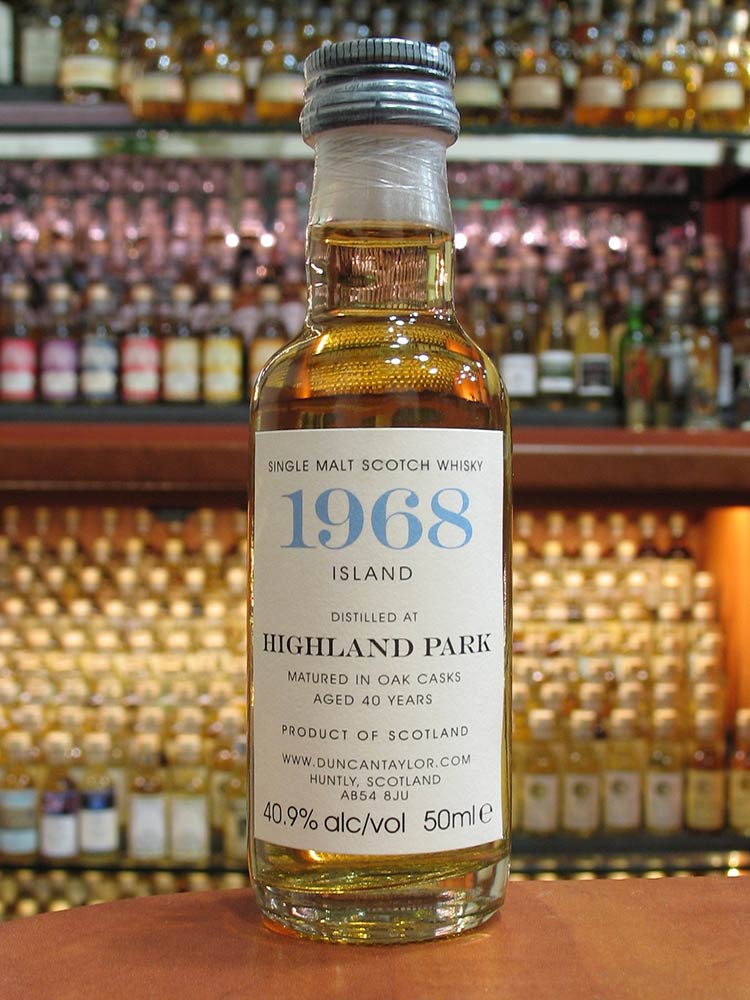 SINGLE MALT SCOTCH WHISKY
1968
ISLAND
DISTILLED AT
HIGHLAND PARK
MATURED IN OAK CASKS
AGED 40 YEARS
PRODUCT OF SCOTLAND
WWW.DUNCANTAYLOR.COM
HUNTLY, SCOTLAND
AB54 8JU
40.9% alc/vol 50ml ℮